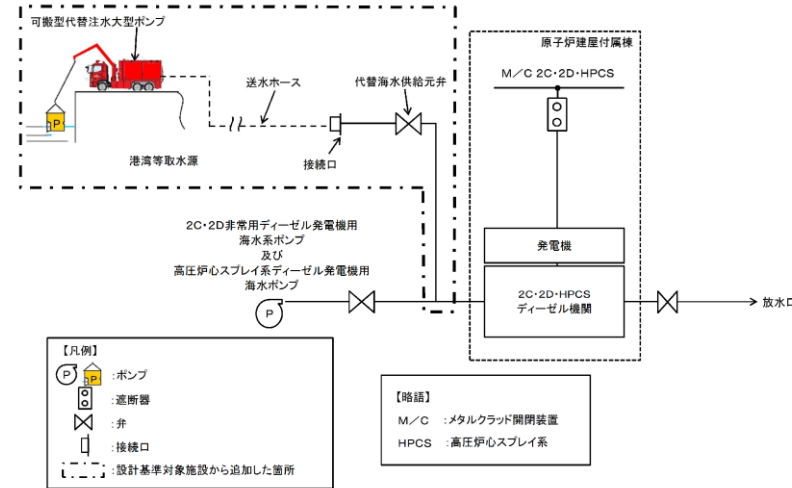 可搬型代替注水大型ポンプ
送水ホース
代替海水供給元弁
港湾等取水源
接続口
P
原子炉建屋付属棟
M/C 2C・2D・HPCS
発電機
2C・2D・HPCS
ディーゼル機関
放水口
2C・2D非常用ディーゼル発電機用
海水系ポンプ
及び
高圧炉心スプレイ系ディーゼル発電機用
海水ポンプ
P
【凡例】
P P :ポンプ
:遮断器
:弁
:接続口
:設計基準対象施設から追加した箇所
【略語】
M/C :メタルクラッド開閉装置
HPCS :高圧炉心スプレイ系